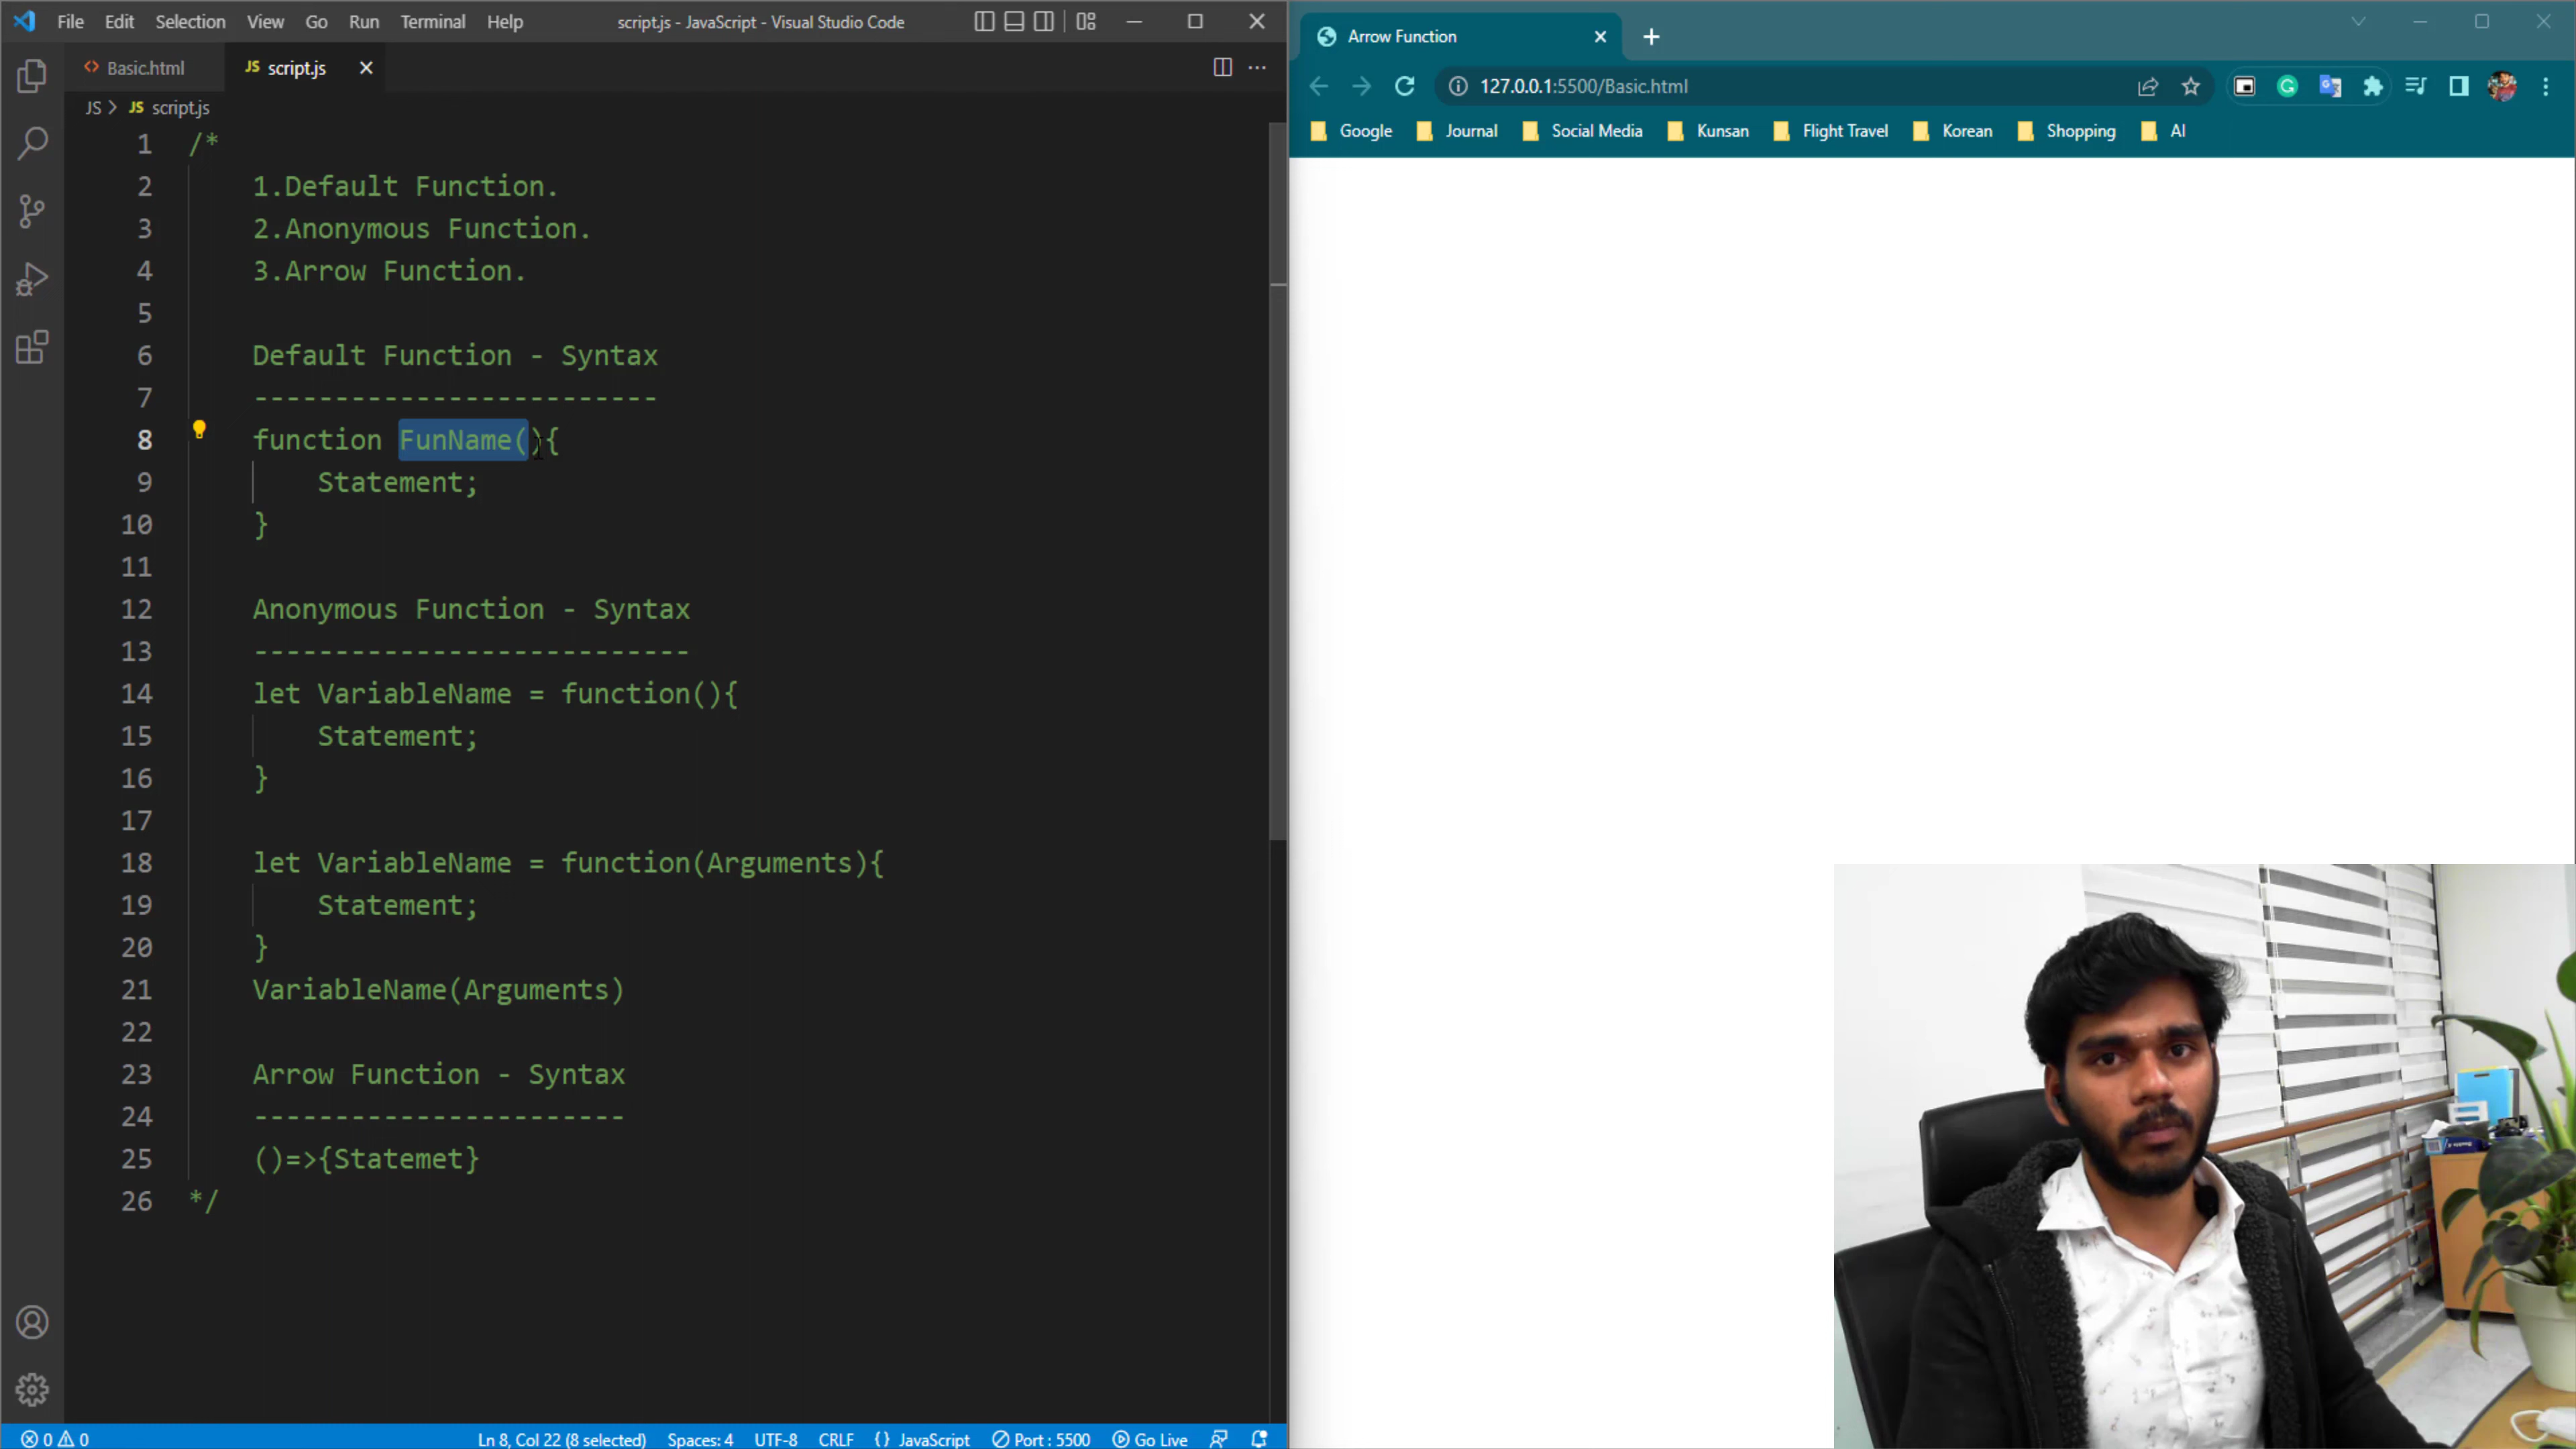 File Edit Selection View Go Run Terminal Help script.js - JavaScript - Visual Studio Code
Basic.html JS script.js
JS > JS script.js
1 /*
2 1.Default Function.
3 2.Anonymous Function.
4 3.Arrow Function.
5
6 Default Function - Syntax
7 -------------------------
8 function FunName(){
9 Statement;
10 }
11
12 Anonymous Function - Syntax
13 ---------------------------
14 let VariableName = function(){
15 Statement;
16 }
17
18 let VariableName = function(Arguments){
19 Statement;
20 }
21 VariableName(Arguments)
22
23 Arrow Function - Syntax
24 -----------------------
25 ()=>{Statemet}
26 */
0 0 Ln 8, Col 22 (8 selected) Spaces: 4 UTF-8 CRLF {} JavaScript Port : 5500 Go Live
Arrow Function
127.0.0.1:5500/Basic.html
Google Journal Social Media Kunsan Flight Travel Korean Shopping AI